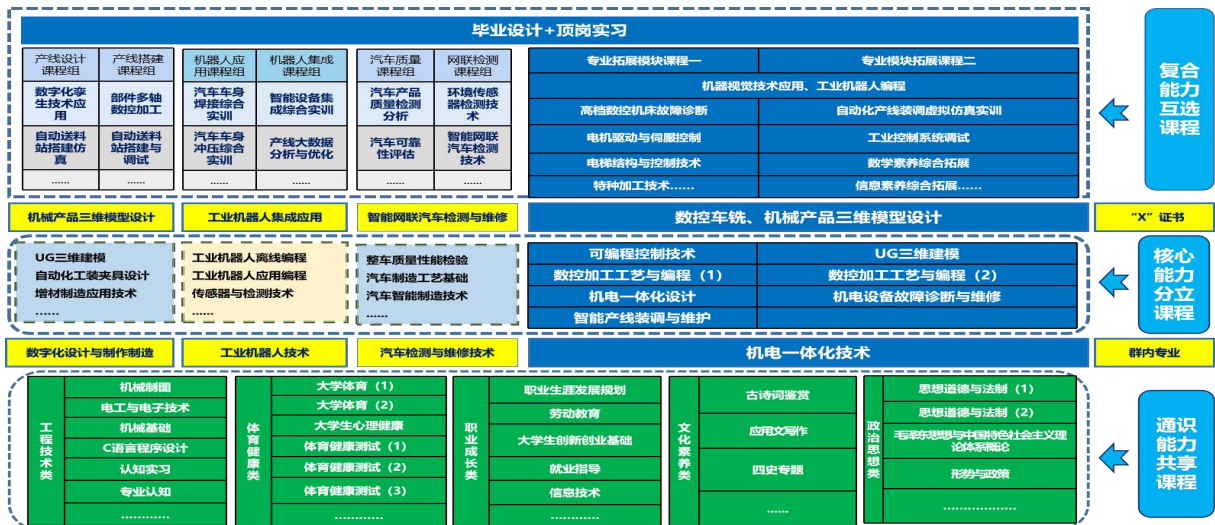 毕业设计+顶岗实习
产线设计
课程组
产线搭建
课程组
机器人应
用课程组
机器人集成
课程组
汽车质量
课程组
网联检测
课程组
数字化孪
生技术应
用
部件多轴
数控加工
汽车车身
焊接综合
实训
智能设备集
成综合实训
汽车产品
质量检测
分析
环境传感
器检测技
术
自动送料
站搭建仿
真
自动送料
站搭建与
调试
汽车车身
冲压综合
实训
产线大数据
分析与优化
汽车可靠
性评估
智能网联
汽车检测
技术
......
......
......
......
......
......
专业拓展模块课程一
专业模块拓展课程二
机器视觉技术应用、工业机器人编程
高档数控机床故障诊断
自动化产线装调虚拟仿真实训
电机驱动与伺服控制
工业控制系统调试
电梯结构与控制技术
数学素养综合拓展
特种加工技术......
信息素养综合拓展......
复合
能力
互选
课程
机械产品三维模型设计
工业机器人集成应用
智能网联汽车检测与维修
数控车铣、机械产品三维模型设计
“X”证书
UG三维建模
自动化工装夹具设计
增材制造应用技术
......
工业机器人离线编程
工业机器人应用编程
传感器与检测技术
......
整车质量性能检验
汽车制造工艺基础
汽车智能制造技术
......
可编程控制技术
UG三维建模
数控加工工艺与编程（1）
数控加工工艺与编程（2）
机电一体化设计
机电设备故障诊断与维修
智能产线装调与维护
核心
能力
分立
课程
数字化设计与制作制造
工业机器人技术
汽车检测与维修技术
机电一体化技术
群内专业
工程技术类
机械制图
电工与电子技术
机械基础
C语言程序设计
认知实习
专业认知
............
体育健康类
大学体育（1）
大学体育（2）
大学生心理健康
体育健康测试（1）
体育健康测试（2）
体育健康测试（3）
............
职业成长类
职业生涯发展规划
劳动教育
大学生创新创业基础
就业指导
信息技术
............
文化素养类
古诗词鉴赏
应用文写作
四史专题
......
政治思想类
思想道德与法制（1）
思想道德与法制（2）
毛泽东思想与中国特色社会主义理
论体系概论
形势与政策
..................
通识
能力
共享
课程